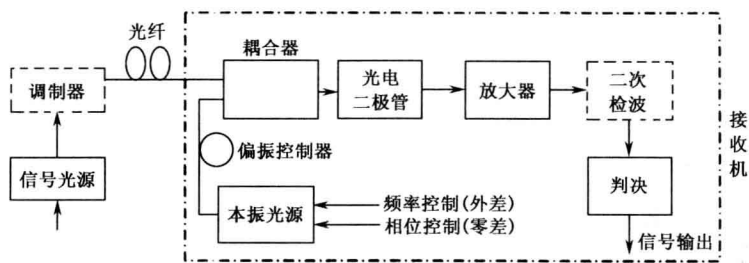 光纤
调制器
信号光源
耦合器
光电
二极管
放大器
二次
检波
判决
信号输出
偏振控制器
本振光源
频率控制(外差)
相位控制(零差)
接收机